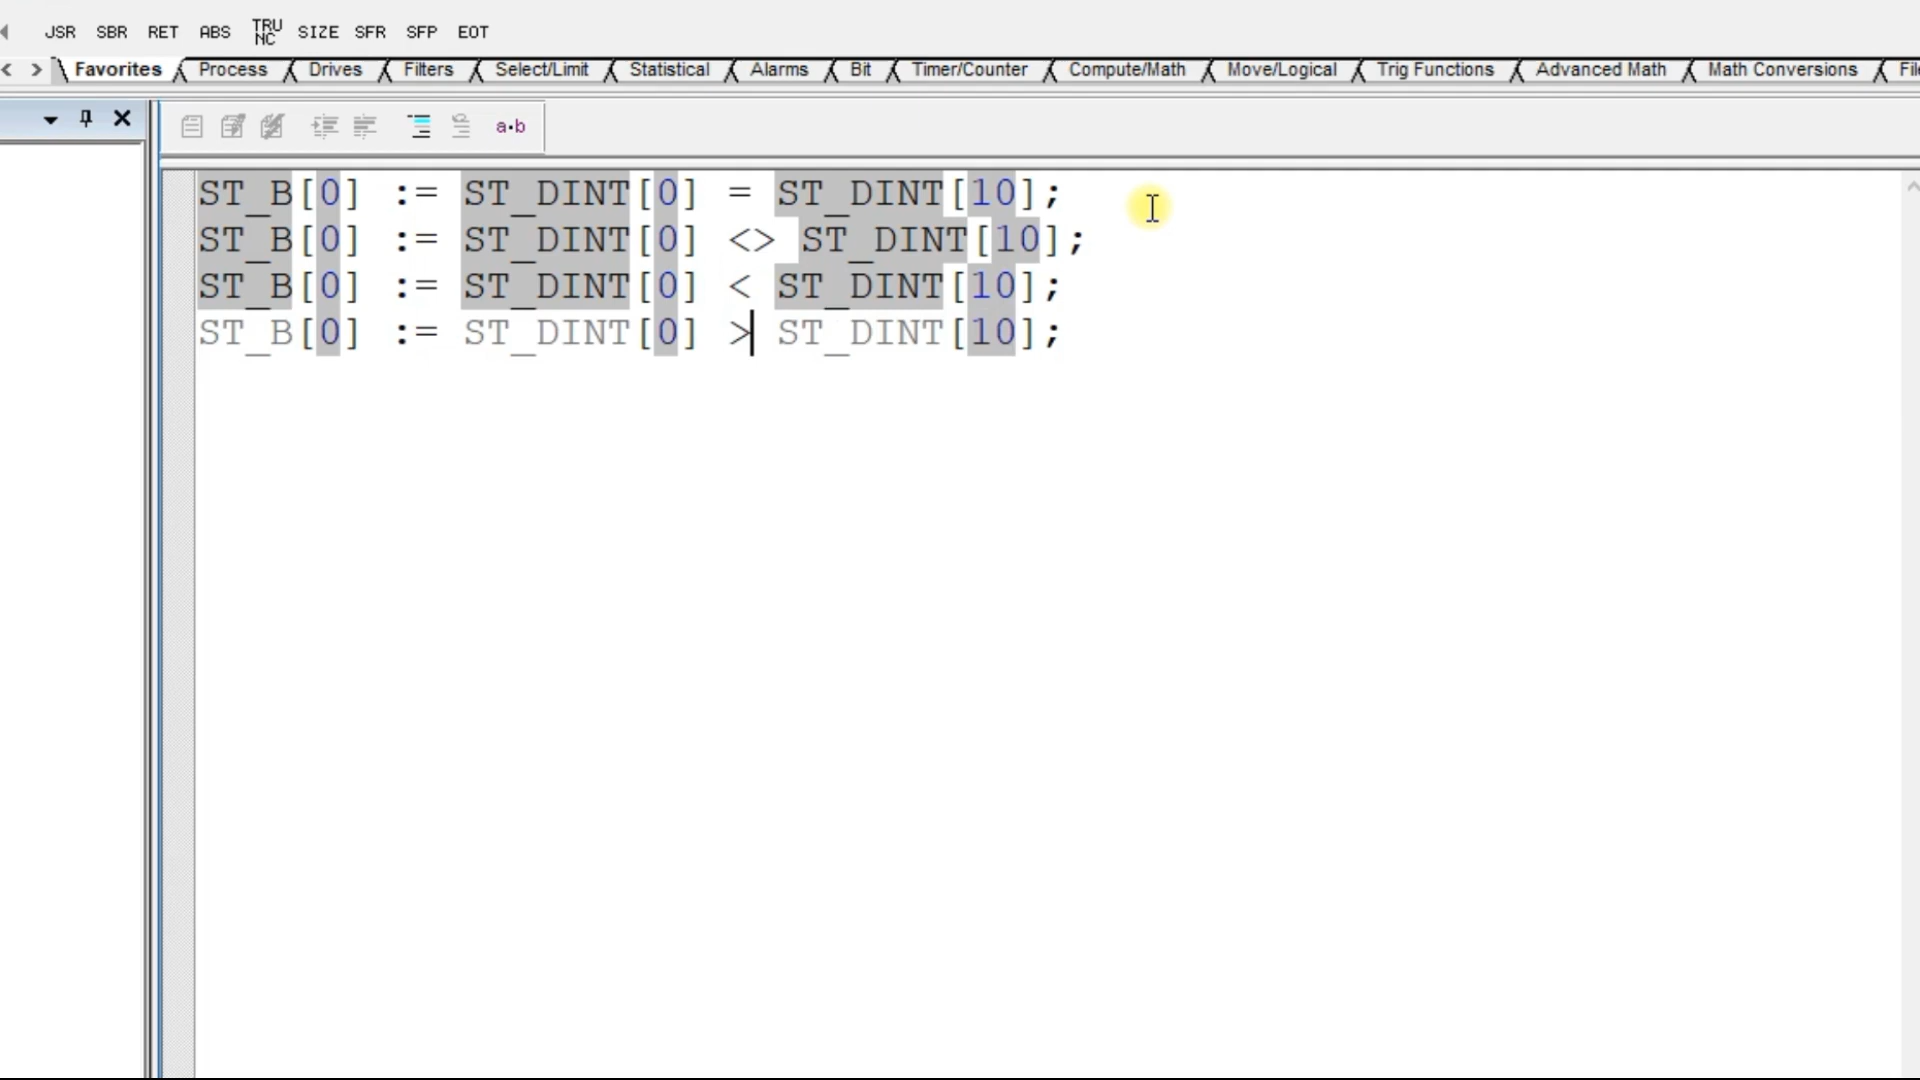 JSR SBR RET ABS TRU NC SIZE SFR SFP EOT
Favorites Process Drives Filters Select/Limit Statistical Alarms Bit Timer/Counter Compute/Math Move/Logical Trig Functions Advanced Math Math Conversions
a·b
ST_B[0] := ST_DINT[0] = ST_DINT[10];
ST_B[0] := ST_DINT[0] <> ST_DINT[10];
ST_B[0] := ST_DINT[0] < ST_DINT[10];
ST_B[0] := ST_DINT[0] > ST_DINT[10];